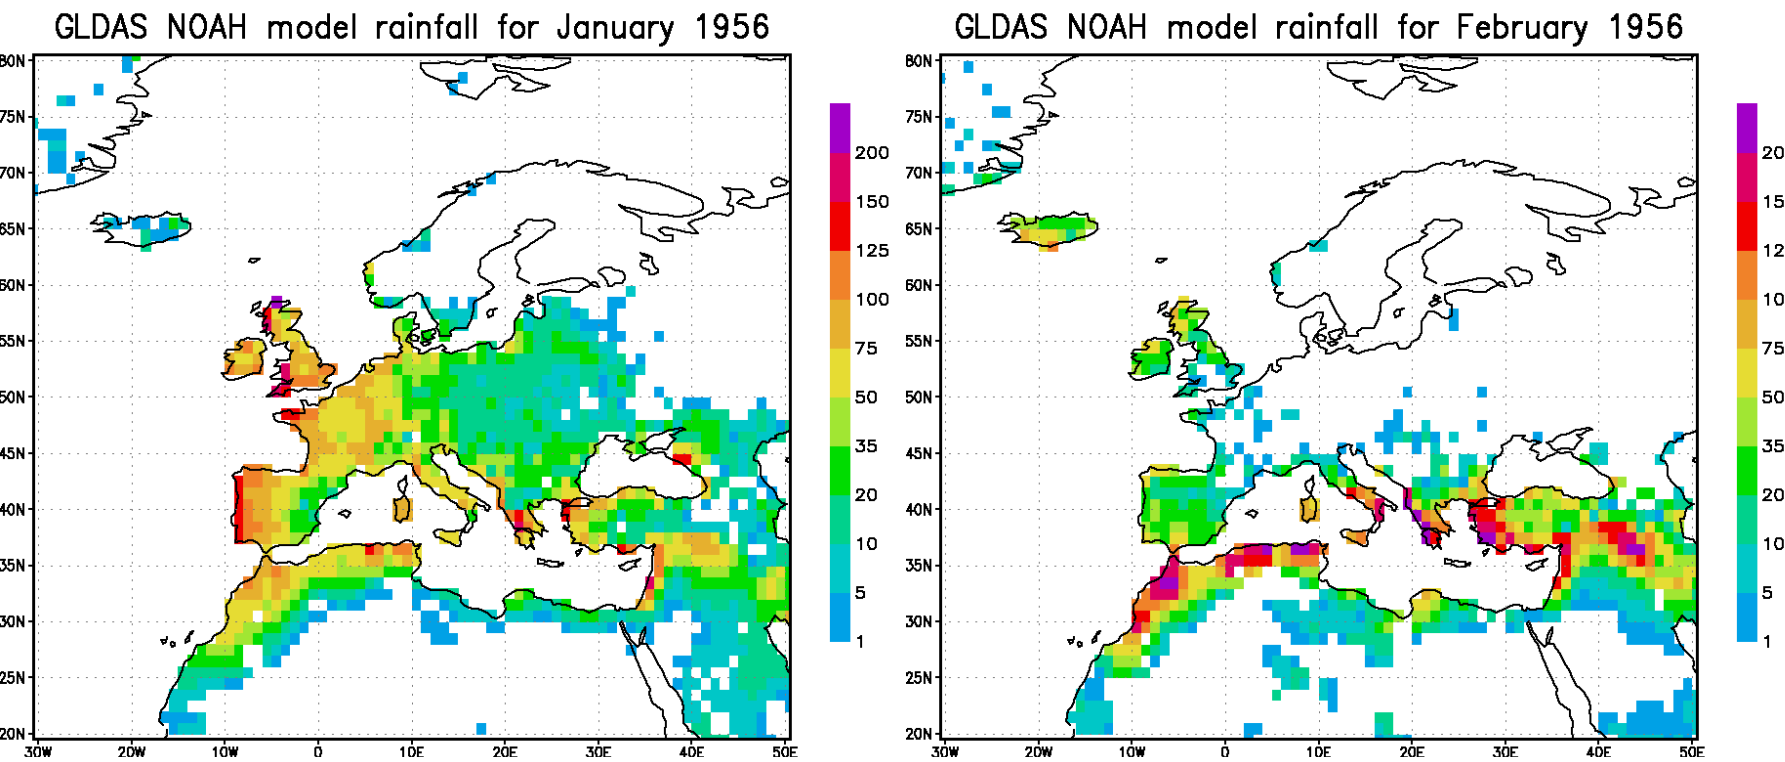 GLDAS NOAH model rainfall for January 1956
80N
75N
70N
65N
60N
55N
50N
45N
40N
35N
30N
25N
20N
30W 20W 10W 0 10E 20E 30E 40E 50E
200
150
125
100
75
50
35
20
10
5
1
GLDAS NOAH model rainfall for February 1956
80N
75N
70N
65N
60N
55N
50N
45N
40N
35N
30N
25N
20N
30W 20W 10W 0 10E 20E 30E 40E 50E
20
15
12
10
75
50
35
20
10
5
1